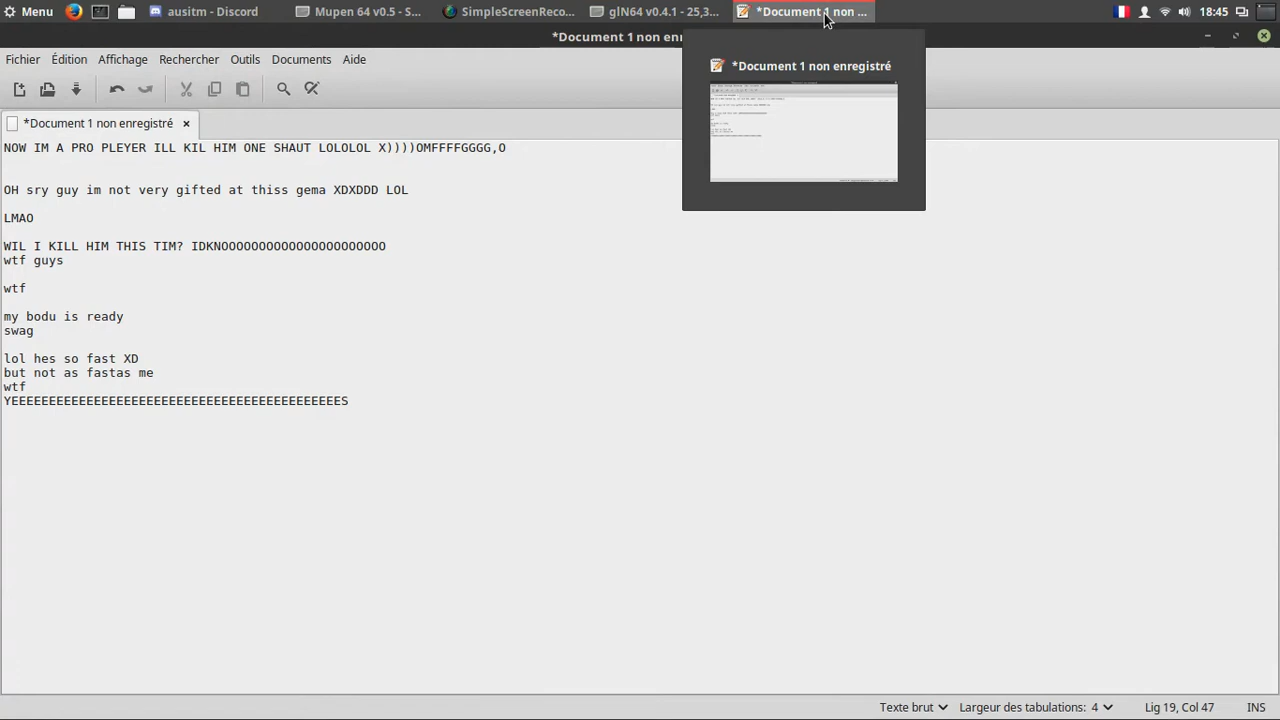 Menu
ausitm - Discord
Mupen 64 v0.5 - S...
SimpleScreenReco...
glN64 v0.4.1 - 25,3...
*Document 1 non ...
18:45
*Document 1 non enr
Fichier Édition Affichage Rechercher Outils Documents Aide
*Document 1 non enregistré
*Document 1 non enregistré
NOW IM A PRO PLEYER ILL KIL HIM ONE SHAUT LOLOLOL X))))OMFFFFGGGG,O
OH sry guy im not very gifted at thiss gema XDXDDD LOL
LMAO
WIL I KILL HIM THIS TIM? IDKNOOOOOOOOOOOOOOOOOOOOOO
wtf guys
wtf
my bodu is ready
swag
lol hes so fast XD
but not as fastas me
wtf
YEEEEEEEEEEEEEEEEEEEEEEEEEEEEEEEEEEEEEEEEEEEES
Texte brut
Largeur des tabulations: 4
Lig 19, Col 47
INS